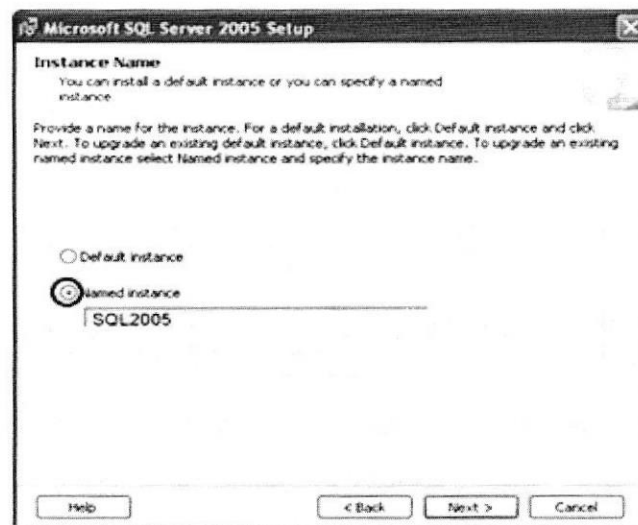 Microsoft SQL Server 2005 Setup
Instance Name
You can install a default instance or you can specify a named
instance.
Provide a name for the instance. For a default installation, click Default instance and click
Next. To upgrade an existing default instance, click Default instance. To upgrade an existing
named instance select Named instance and specify the instance name.
Default instance
Named instance
SQL2005
Help
< Back
Next >
Cancel